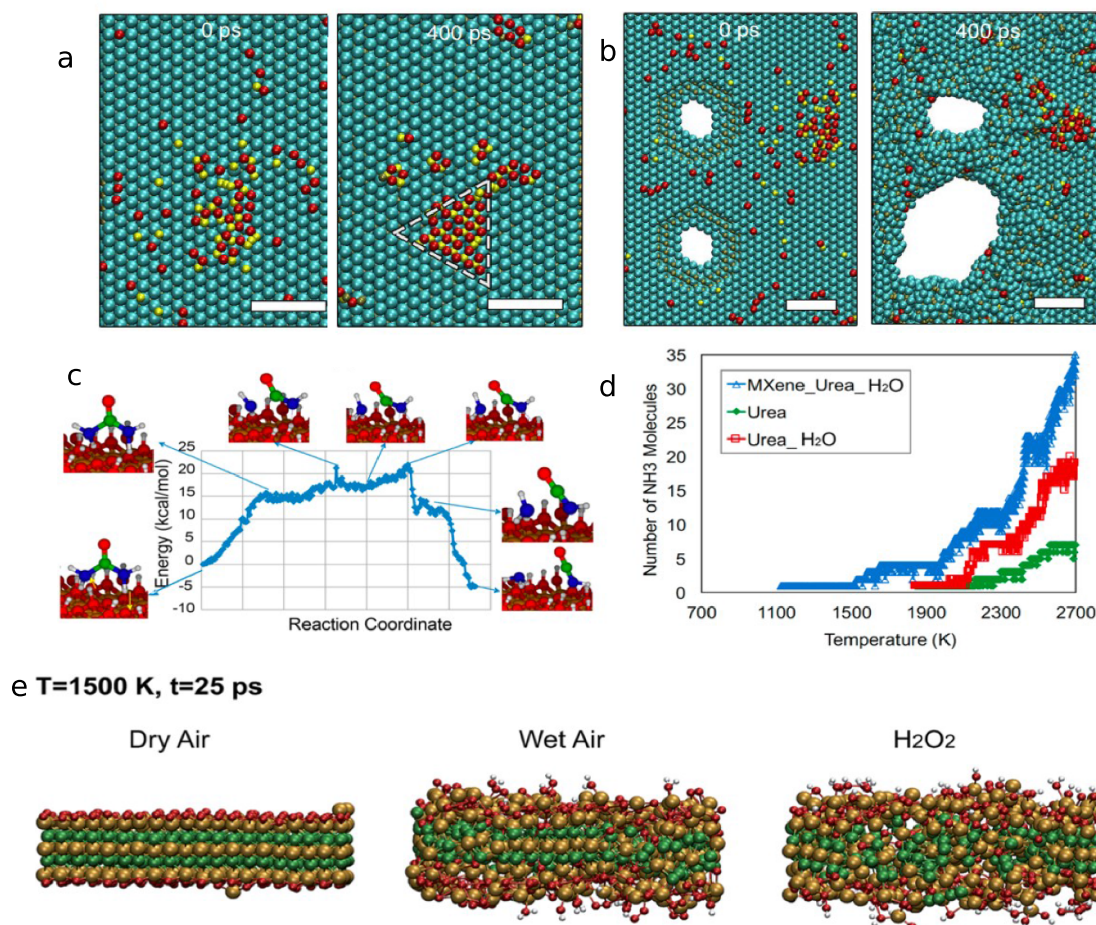 a
0 ps
400 ps
b
0 ps
400 ps
c
25
20
15
10
5
0
-5
-10
Energy (kcal/mol)
Reaction Coordinate
d
35
30
25
20
15
10
5
0
Number of NH3 Molecules
MXene_Urea_H₂O
Urea
Urea_H₂O
700 1100 1500 1900 2300 2700
Temperature (K)
e T=1500 K, t=25 ps
Dry Air
Wet Air
H₂O₂